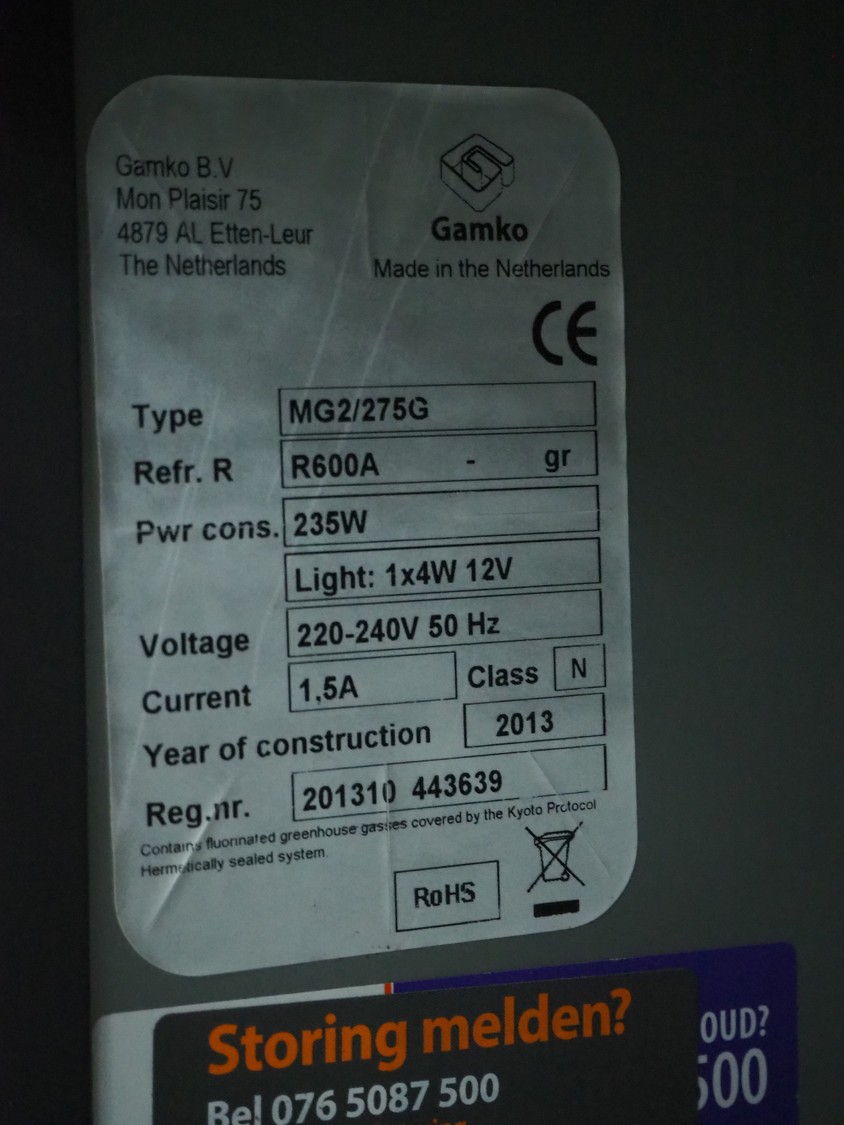 Gamko B.V
Mon Plaisir 75
4879 AL Etten-Leur
The Netherlands
Gamko
Made in the Netherlands
CE
Type MG2/275G
Refr. R R600A - gr
Pwr cons. 235W
Light: 1x4W 12V
Voltage 220-240V 50 Hz
Current 1.5A Class N
Year of construction 2013
Reg.nr. 201310 443639
Contains fluorinated greenhouse gasses covered by the Kyoto Protocol
Hermetically sealed system.
RoHS
Storing melden?
Bel 076 5087 500
OUD?
500